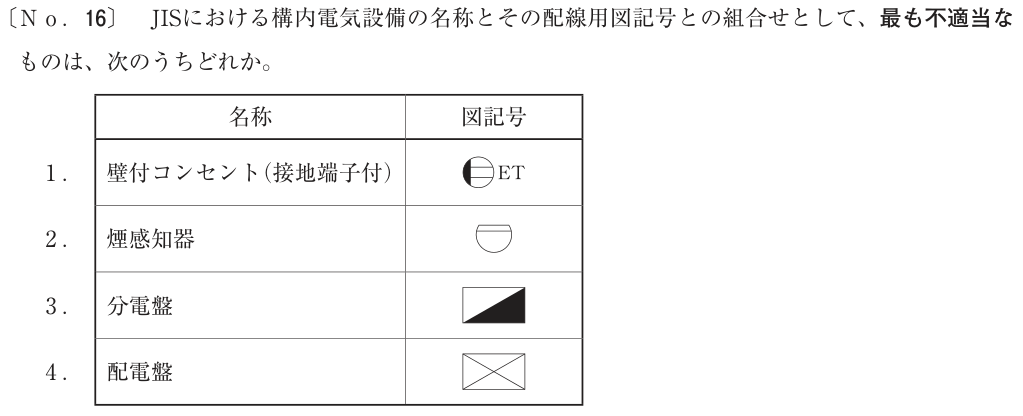 〔Ｎｏ．16〕　JISにおける構内電気設備の名称とその配線用図記号との組合せとして、最も不適当な
ものは、次のうちどれか。
名称　図記号
１．　壁付コンセント（接地端子付）　ET
２．　煙感知器
３．　分電盤
４．　配電盤